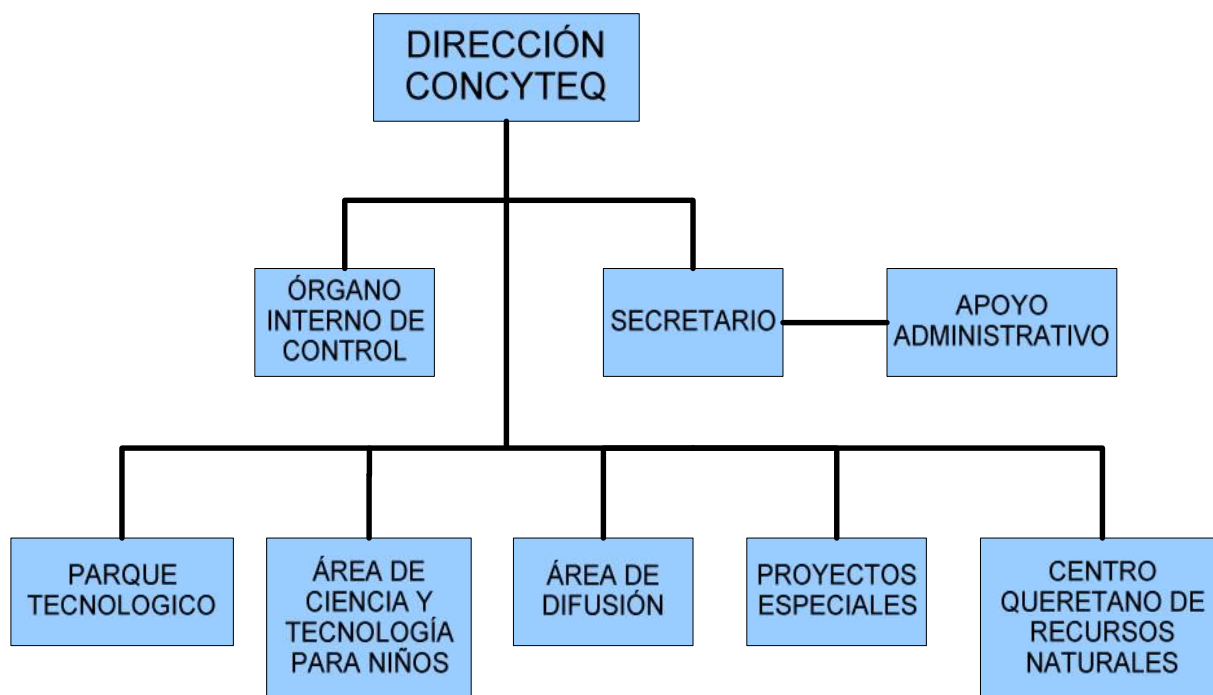 DIRECCIÓN
CONCYTEQ
ÓRGANO
INTERNO DE
CONTROL
SECRETARIO
APOYO
ADMINISTRATIVO
PARQUE
TECNOLOGICO
ÁREA DE
CIENCIA Y
TECNOLOGÍA
PARA NIÑOS
ÁREA DE
DIFUSIÓN
PROYECTOS
ESPECIALES
CENTRO
QUERETANO DE
RECURSOS
NATURALES